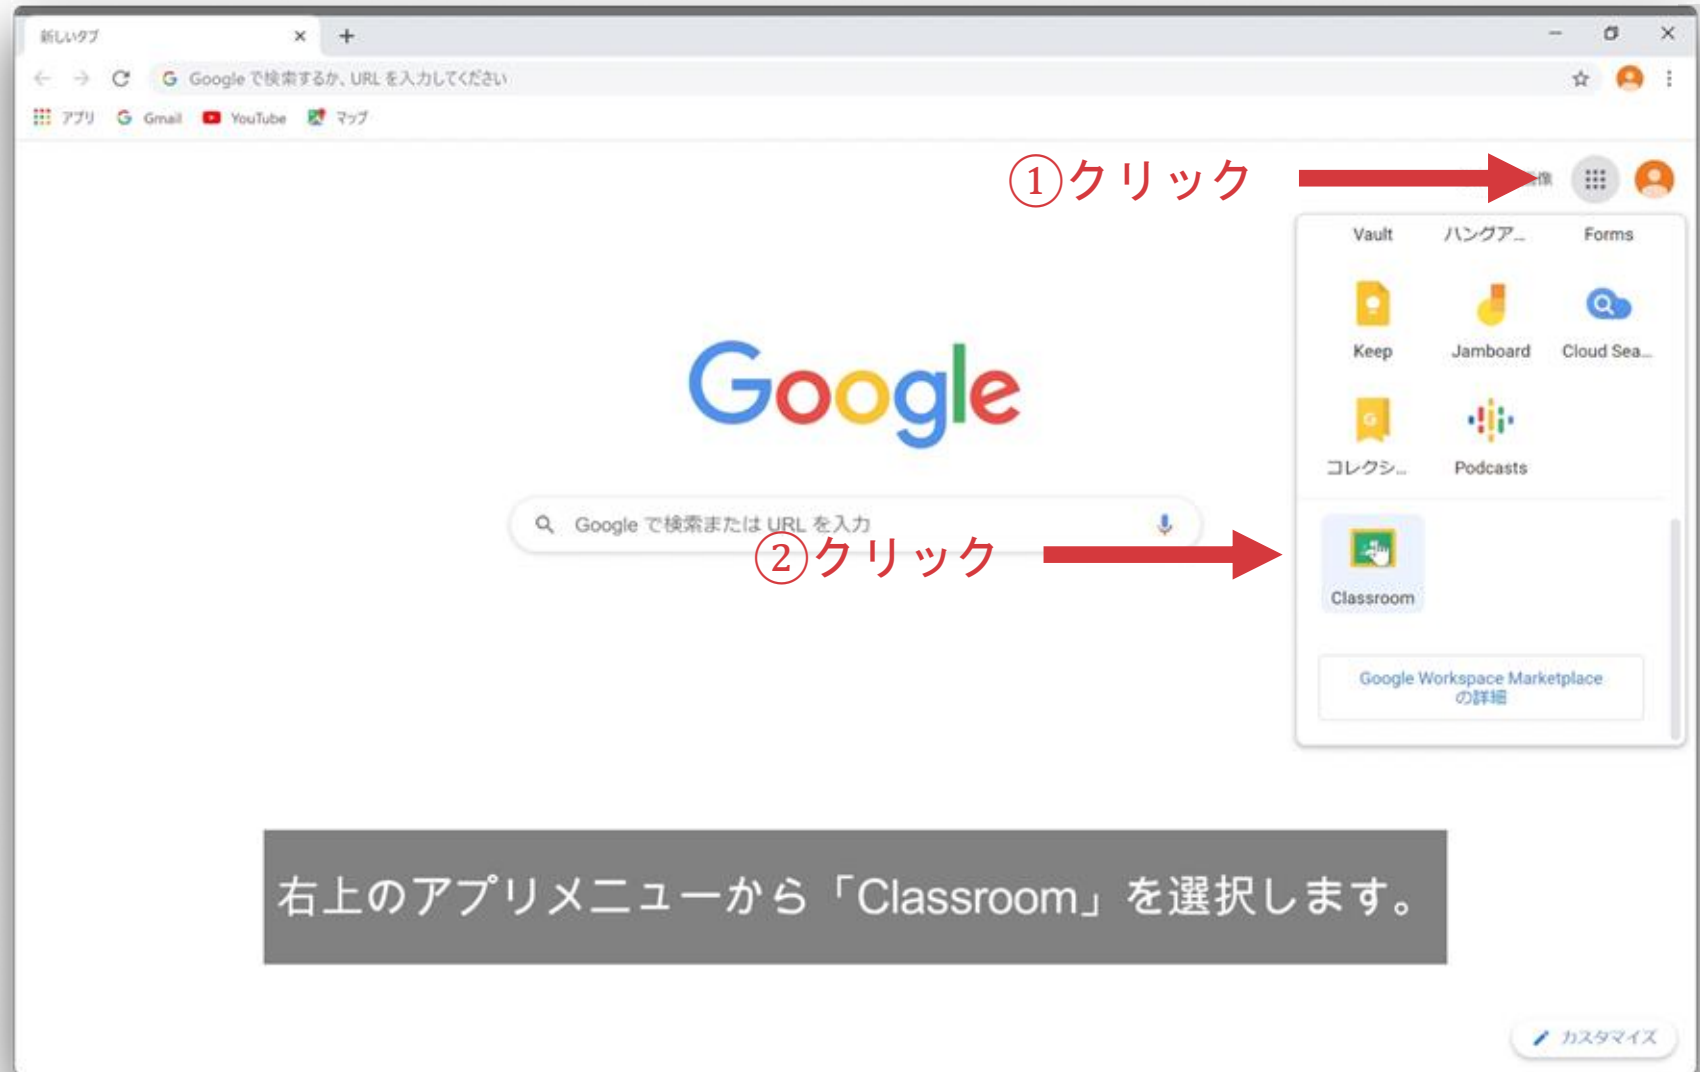 新しいタブ
Google で検索するか、URL を入力してください
アプリ Gmail YouTube マップ
①クリック
像
Vault ハングア... Forms
Keep Jamboard Cloud Sea...
Google
コレクシ... Podcasts
Google で検索または URL を入力
②クリック
Classroom
Google Workspace Marketplace
の詳細
右上のアプリメニューから「Classroom」を選択します。
カスタマイズ